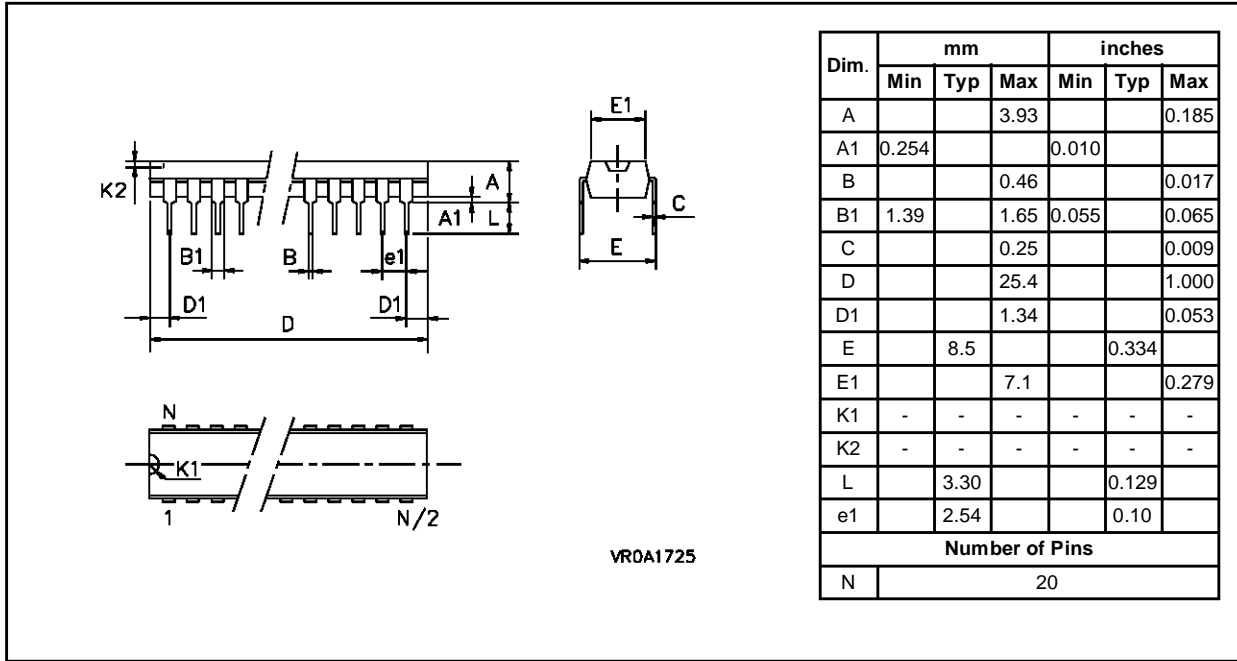 K2
A
A1
L
B1
B
e1
D1
D1
D
E1
C
E
N
K1
1
N/2
VR0A1725
Dim. mm inches
Min Typ Max Min Typ Max
A 3.93 0.185
A1 0.254 0.010
B 0.46 0.017
B1 1.39 1.65 0.055 0.065
C 0.25 0.009
D 25.4 1.000
D1 1.34 0.053
E 8.5 0.334
E1 7.1 0.279
K1 - - - - - -
K2 - - - - - -
L 3.30 0.129
e1 2.54 0.10
Number of Pins
N 20